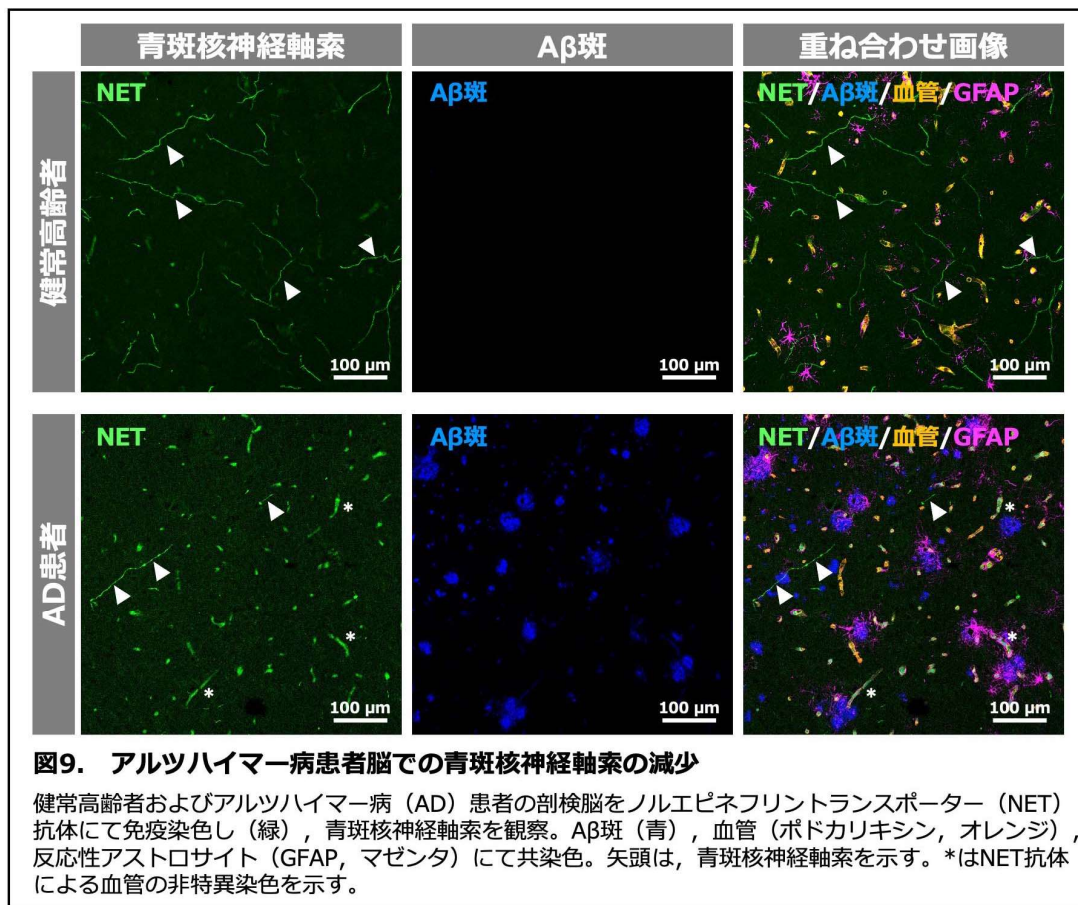 青斑核神経軸索
Aβ斑
重ね合わせ画像
健常高齢者
NET
100 µm
Aβ斑
100 µm
NET/Aβ斑/血管/GFAP
100 µm
AD患者
NET
*
*
*
100 µm
Aβ斑
100 µm
NET/Aβ斑/血管/GFAP
*
*
*
100 µm
図9. アルツハイマー病患者脳での青斑核神経軸索の減少
健常高齢者およびアルツハイマー病（AD）患者の剖検脳をノルエピネフリントランスポーター（NET）
抗体にて免疫染色し（緑）, 青斑核神経軸索を観察。Aβ斑（青）, 血管（ポドカリキシン, オレンジ）,
反応性アストロサイト（GFAP, マゼンタ）にて共染色。矢頭は, 青斑核神経軸索を示す。*はNET抗体
による血管の非特異染色を示す。